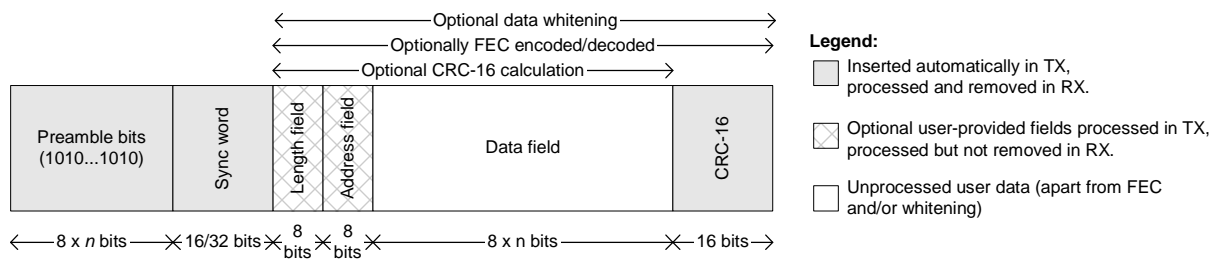 Optional data whitening
Optionally FEC encoded/decoded
Optional CRC-16 calculation
Preamble bits
(1010...1010)
Sync word
Length field
Address field
Data field
CRC-16
8 x n bits
16/32 bits
8
bits
8
bits
8 x n bits
16 bits
Legend:
Inserted automatically in TX,
processed and removed in RX.
Optional user-provided fields processed in TX,
processed but not removed in RX.
Unprocessed user data (apart from FEC
and/or whitening)